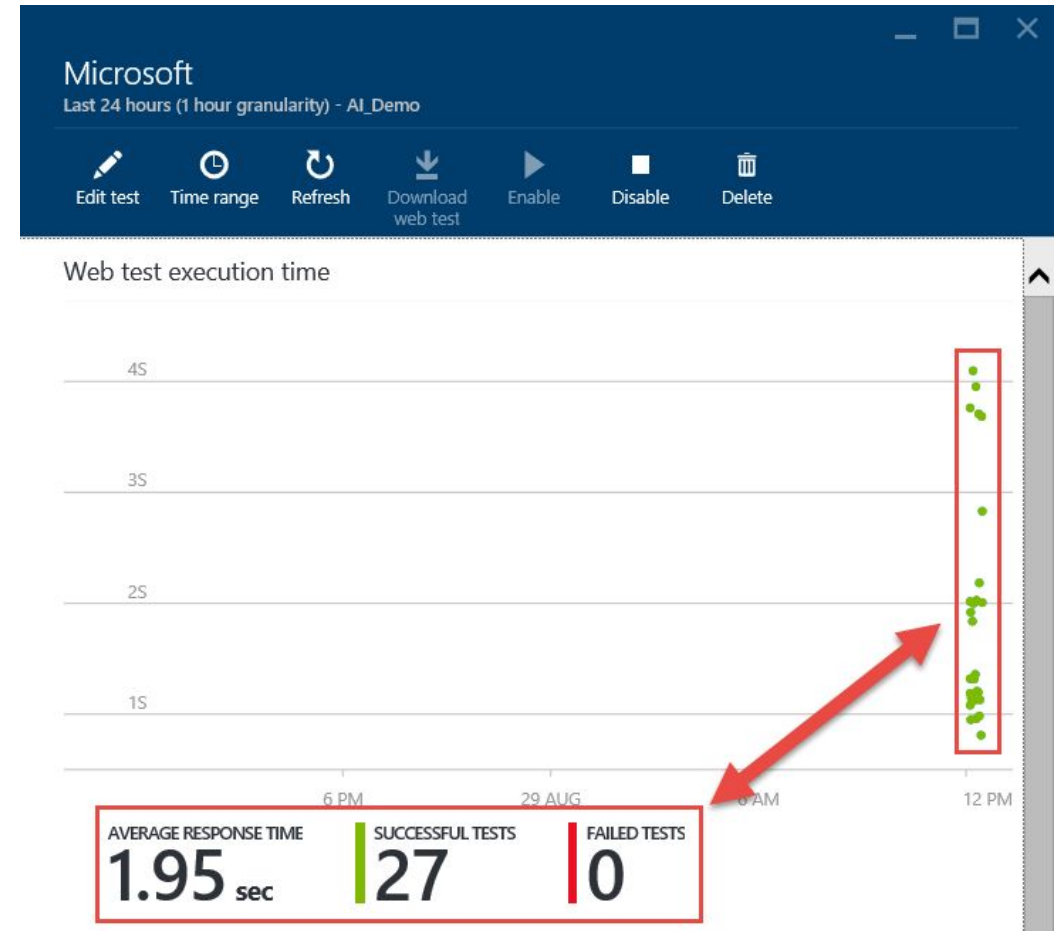 Microsoft
Last 24 hours (1 hour granularity) - AI_Demo
Edit test
Time range
Refresh
Download
web test
Enable
Disable
Delete
Web test execution time
4S
3S
2S
1S
6 PM
29 AUG
6 AM
12 PM
AVERAGE RESPONSE TIME
1.95 sec
SUCCESSFUL TESTS
27
FAILED TESTS
0